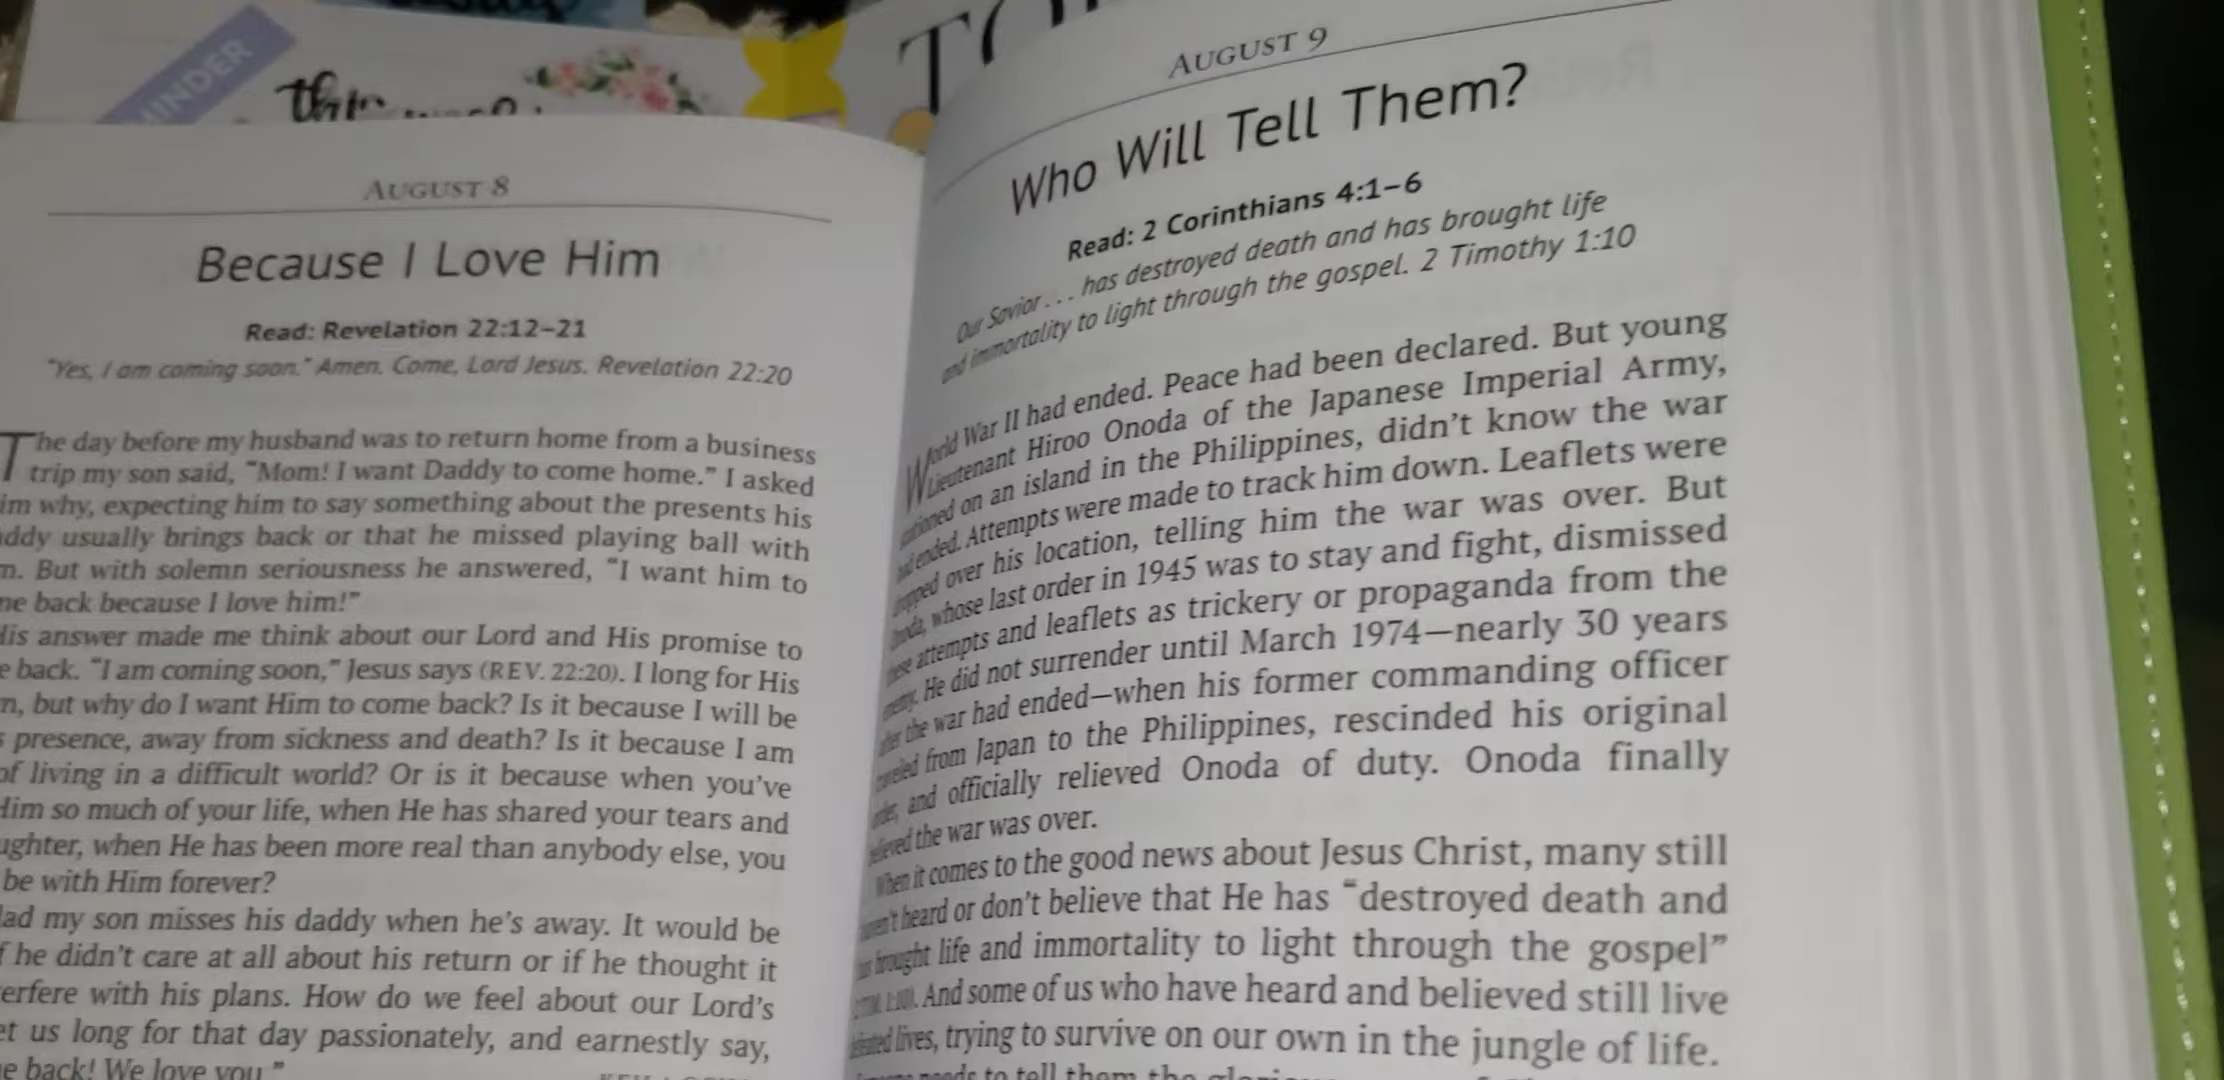 MINDER
AUGUST 8
Because I Love Him
Read: Revelation 22:12–21
"Yes, I am coming soon." Amen. Come, Lord Jesus. Revelation 22:20
The day before my husband was to return home from a business
trip my son said, "Mom! I want Daddy to come home." I asked
im why, expecting him to say something about the presents his
addy usually brings back or that he missed playing ball with
m. But with solemn seriousness he answered, "I want him to
me back because I love him!"
His answer made me think about our Lord and His promise to
e back. "I am coming soon," Jesus says (REV. 22:20). I long for His
n, but why do I want Him to come back? Is it because I will be
s presence, away from sickness and death? Is it because I am
of living in a difficult world? Or is it because when you've
Him so much of your life, when He has shared your tears and
ughter, when He has been more real than anybody else, you
be with Him forever?
lad my son misses his daddy when he's away. It would be
f he didn't care at all about his return or if he thought it
erfere with his plans. How do we feel about our Lord's
et us long for that day passionately, and earnestly say,
e back! We love you."
AUGUST 9
Who Will Tell Them?
Read: 2 Corinthians 4:1–6
Our Savior . . . has destroyed death and has brought life
and immortality to light through the gospel. 2 Timothy 1:10
World War II had ended. Peace had been declared. But young
Lieutenant Hiroo Onoda of the Japanese Imperial Army,
stationed on an island in the Philippines, didn't know the war
had ended. Attempts were made to track him down. Leaflets were
dropped over his location, telling him the war was over. But
Onoda, whose last order in 1945 was to stay and fight, dismissed
these attempts and leaflets as trickery or propaganda from the
enemy. He did not surrender until March 1974—nearly 30 years
after the war had ended—when his former commanding officer
traveled from Japan to the Philippines, rescinded his original
order, and officially relieved Onoda of duty. Onoda finally
believed the war was over.
When it comes to the good news about Jesus Christ, many still
haven't heard or don't believe that He has "destroyed death and
has brought life and immortality to light through the gospel"
(2 TIM. 1:10). And some of us who have heard and believed still live
defeated lives, trying to survive on our own in the jungle of life.
needs to tell them the